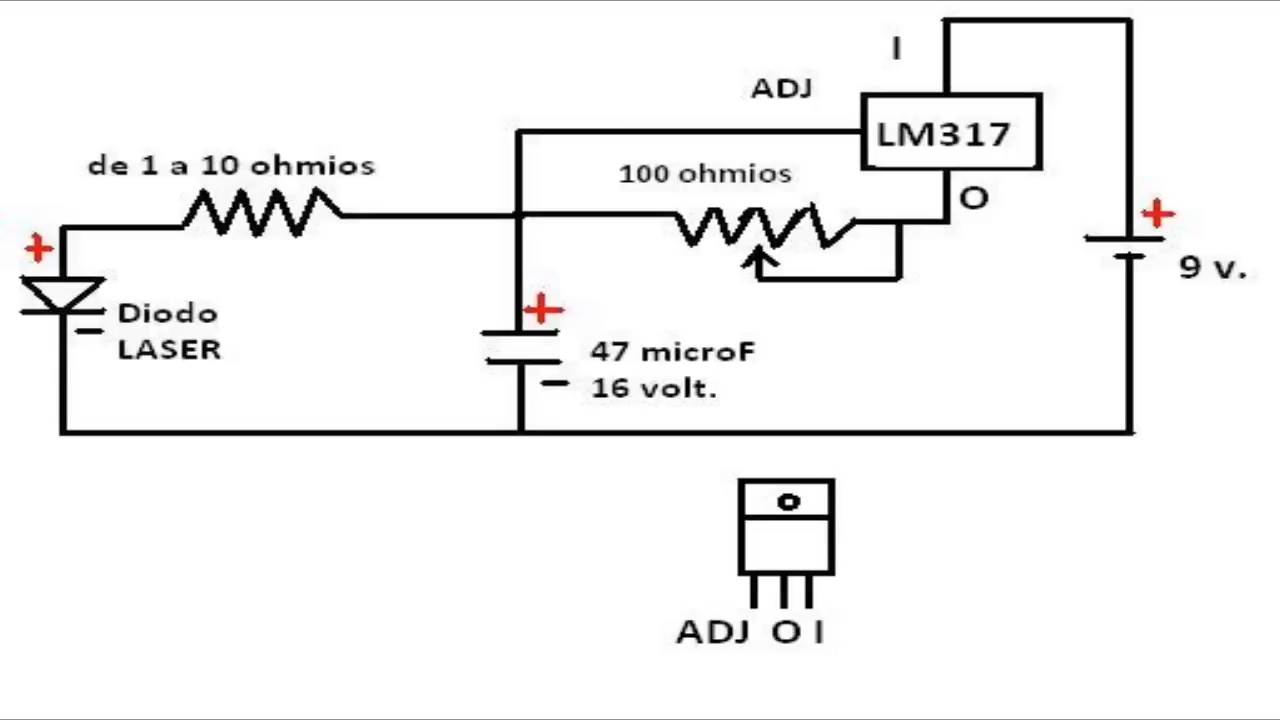 I
ADJ
LM317
de 1 a 10 ohmios
100 ohmios
O
+
+
9 v.
Diodo
LASER
-
+
47 microF
16 volt.
-
ADJ O I